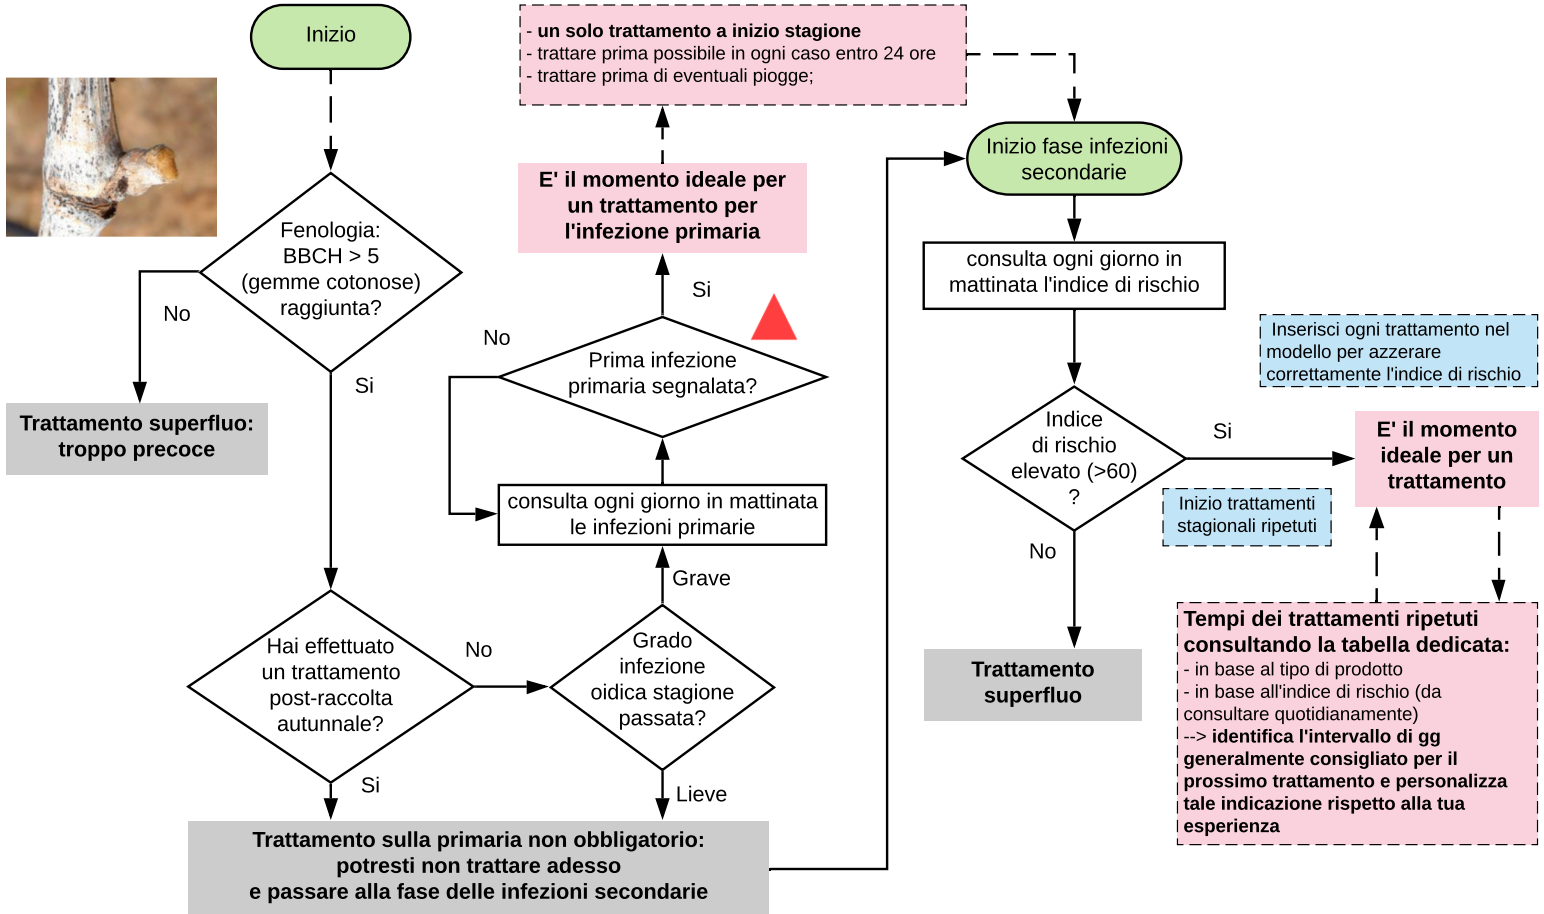 Inizio
Fenologia:
BBCH > 5
(gemme cotonose)
raggiunta?
No
Si
Trattamento superfluo:
troppo precoce
Hai effettuato
un trattamento
post-raccolta
autunnale?
No
Si
Grado
infezione
oidica stagione
passata?
Grave
Lieve
Trattamento sulla primaria non obbligatorio:
potresti non trattare adesso
e passare alla fase delle infezioni secondarie
consulta ogni giorno in mattinata
le infezioni primarie
Prima infezione
primaria segnalata?
No
Si
E' il momento ideale per
un trattamento per
l'infezione primaria
- un solo trattamento a inizio stagione
- trattare prima possibile in ogni caso entro 24 ore
- trattare prima di eventuali piogge;
Inizio fase infezioni
secondarie
consulta ogni giorno in
mattinata l'indice di rischio
Indice
di rischio
elevato (>60)
?
No
Si
Trattamento
superfluo
Inserisci ogni trattamento nel
modello per azzerare
correttamente l'indice di rischio
E' il momento
ideale per un
trattamento
Inizio trattamenti
stagionali ripetuti
Tempi dei trattamenti ripetuti
consultando la tabella dedicata:
- in base al tipo di prodotto
- in base all'indice di rischio (da
consultare quotidianamente)
--> identifica l'intervallo di gg
generalmente consigliato per il
prossimo trattamento e personalizza
tale indicazione rispetto alla tua
esperienza